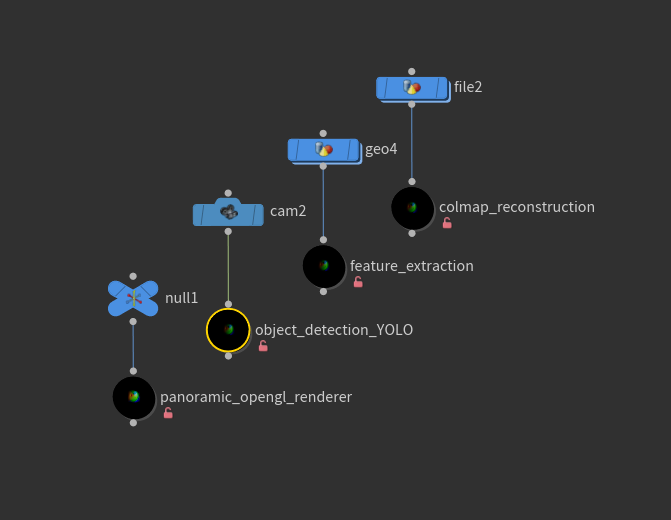 file2
geo4
colmap_reconstruction
cam2
feature_extraction
null1
object_detection_YOLO
panoramic_opengl_renderer